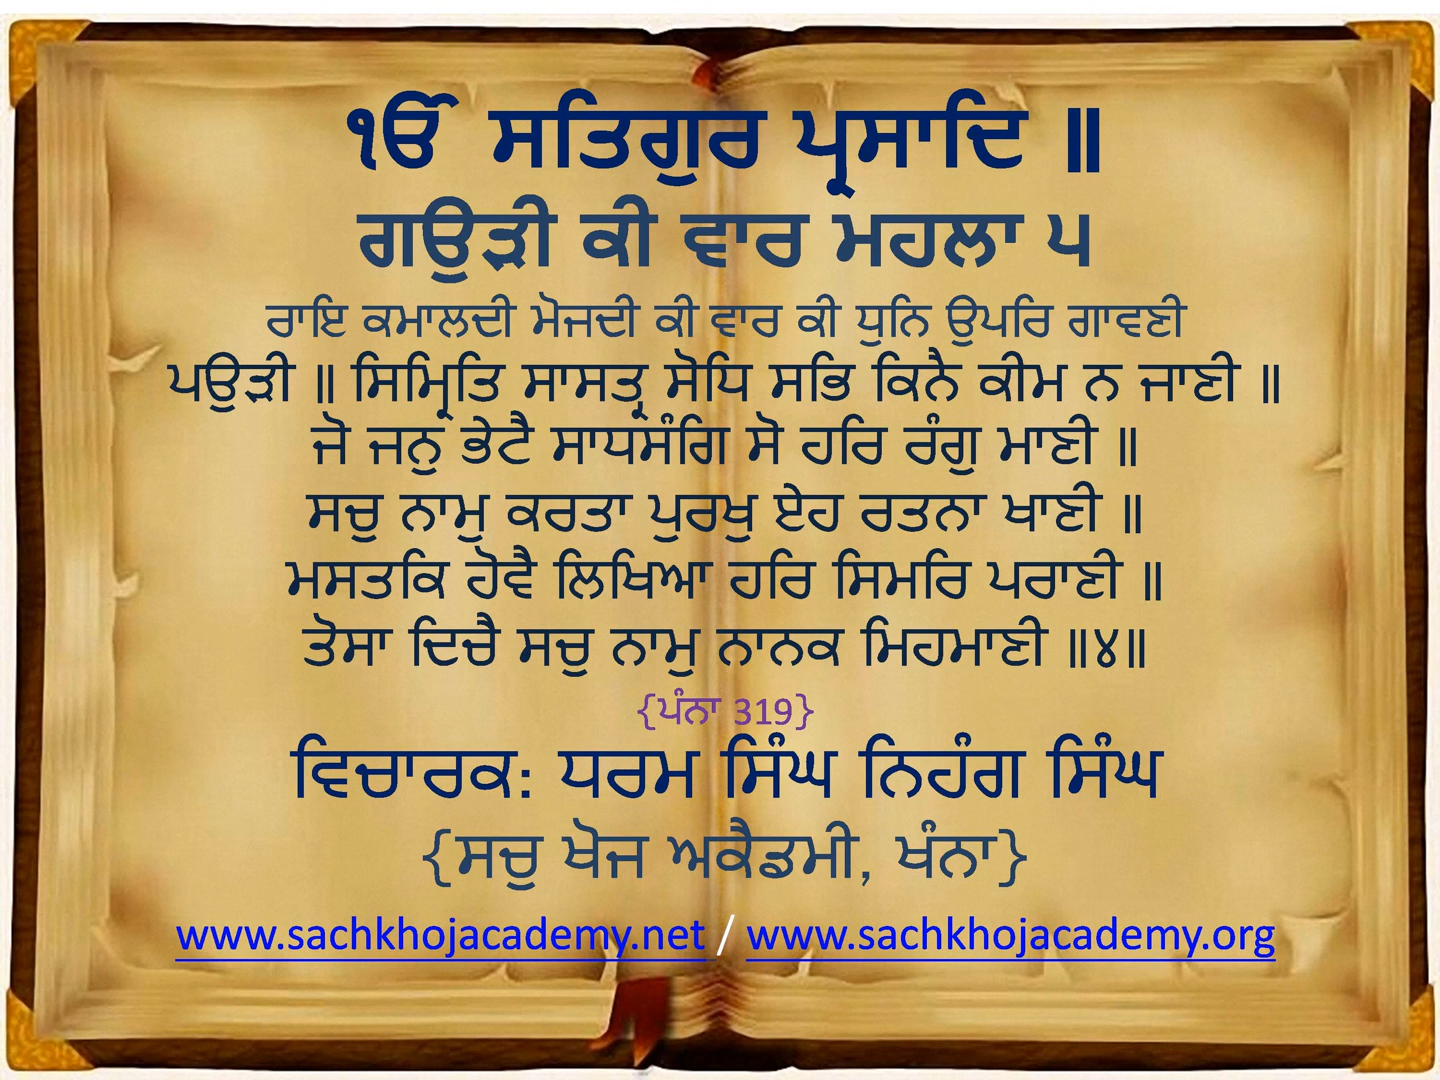 ੴ ਸਤਿਗੁਰ ਪ੍ਰਸਾਦਿ ॥
ਗਉੜੀ ਕੀ ਵਾਰ ਮਹਲਾ ੫
ਰਾਇ ਕਮਾਲਦੀ ਮੋਜਦੀ ਕੀ ਵਾਰ ਕੀ ਧੁਨਿ ਉਪਰਿ ਗਾਵਣੀ
ਪਉੜੀ ॥ ਸਿਮ੍ਰਿਤਿ ਸਾਸਤ੍ਰ ਸੋਧਿ ਸਭਿ ਕਿਨੈ ਕੀਮ ਨ ਜਾਣੀ ॥
ਜੋ ਜਨੁ ਭੇਟੈ ਸਾਧਸੰਗਿ ਸੋ ਹਰਿ ਰੰਗੁ ਮਾਣੀ ॥
ਸਚੁ ਨਾਮੁ ਕਰਤਾ ਪੁਰਖੁ ਏਹ ਰਤਨਾ ਖਾਣੀ ॥
ਮਸਤਕਿ ਹੋਵੈ ਲਿਖਿਆ ਹਰਿ ਸਿਮਰਿ ਪਰਾਣੀ ॥
ਤੋਸਾ ਦਿਚੈ ਸਚੁ ਨਾਮੁ ਨਾਨਕ ਮਿਹਮਾਣੀ ॥੪॥
{ਪੰਨਾ 319}
ਵਿਚਾਰਕ: ਧਰਮ ਸਿੰਘ ਨਿਹੰਗ ਸਿੰਘ
{ਸਚੁ ਖੋਜ ਅਕੈਡਮੀ, ਖੰਨਾ}
www.sachkhojacademy.net / www.sachkhojacademy.org